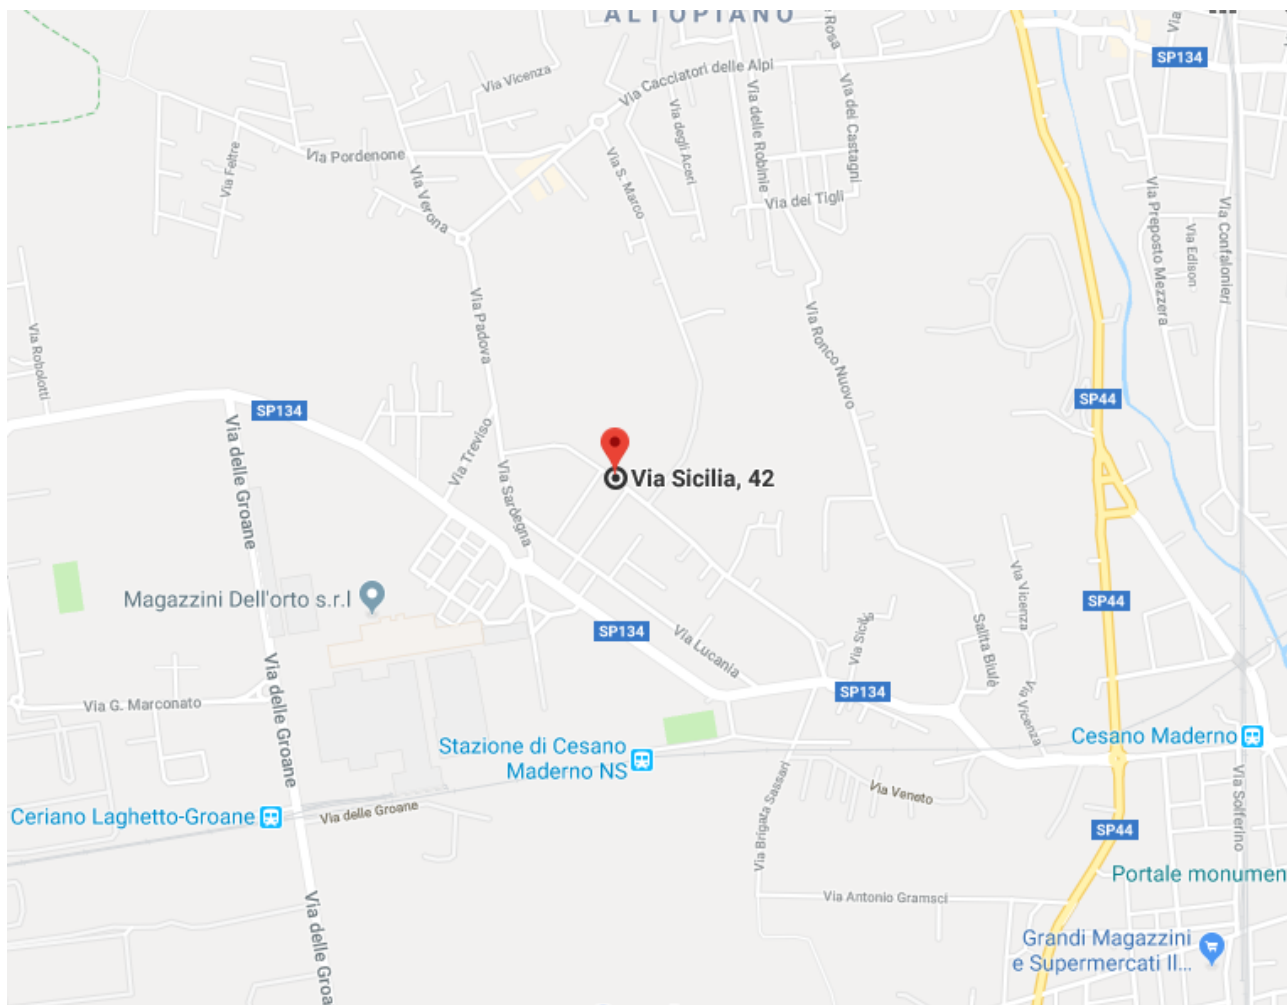 ALTOPIANO
Via Rosa
SP134
Via Cacciatori delle Alpi
Via Vicenza
Via degli Aceri
Via delle Robinie
Via dei Castagni
Via Pordenone
Via Feltre
Via Verona
Via S. Marco
Via dei Tigli
Via Preposto Mezzera
Via Edison
Via Confalonieri
Via Robolotti
Via Padova
Via Ronco Nuovo
SP134
SP44
Via delle Groane
Via Treviso
Via Sardegna
Via Sicilia, 42
Magazzini Dell'orto s.r.l
SP134
Via Lucania
Via Sicilia
Salita Biulè
Via Vicenza
SP44
Via delle Groane
Via G. Marconato
SP134
Via Vicenza
Stazione di Cesano
Maderno NS
Cesano Maderno
Ceriano Laghetto-Groane
Via delle Groane
Via Brigata Sassari
Via Veneto
Via Solferino
SP44
Via delle Groa
Via Antonio Gramsci
Portale monumen
Grandi Magazzini
e Supermercati Il...